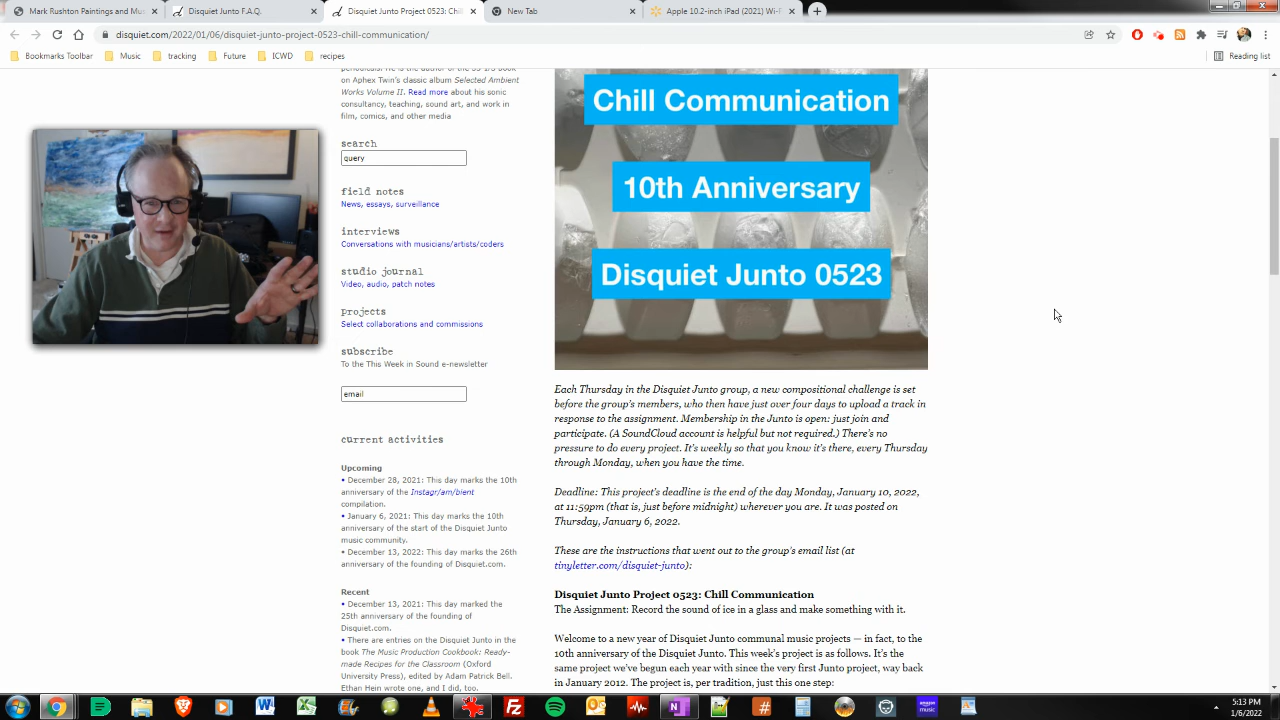 Mark Rushton Paintings and Mus
Disquiet Junto F.A.Q.
Disquiet Junto Project 0523: Chill
New Tab
Apple 10.2-inch iPad (2021) Wi-F
disquiet.com/2022/01/06/disquiet-junto-project-0523-chill-communication/
Bookmarks Toolbar
Music
tracking
Future
ICWD
recipes
Reading list
on Aphex Twin's classic album Selected Ambient
Works Volume II. Read more about his sonic
consultancy, teaching, sound art, and work in
film, comics, and other media
search
query
field notes
News, essays, surveillance
interviews
Conversations with musicians/artists/coders
studio journal
Video, audio, patch notes
projects
Select collaborations and commissions
subscribe
To the This Week in Sound e-newsletter
email
current activities
Upcoming
• December 28, 2021: This day marks the 10th
anniversary of the Instagr/am/bient
compilation.
• January 6, 2021: This day marks the 10th
anniversary of the start of the Disquiet Junto
music community.
• December 13, 2022: This day marks the 26th
anniversary of the founding of Disquiet.com.
Recent
• December 13, 2021: This day marked the
25th anniversary of the founding of
Disquiet.com.
• There are entries on the Disquiet Junto in the
book The Music Production Cookbook: Ready-
made Recipes for the Classroom (Oxford
University Press), edited by Adam Patrick Bell.
Ethan Hein wrote one, and I did, too.
Chill Communication
10th Anniversary
Disquiet Junto 0523
Each Thursday in the Disquiet Junto group, a new compositional challenge is set
before the group's members, who then have just over four days to upload a track in
response to the assignment. Membership in the Junto is open: just join and
participate. (A SoundCloud account is helpful but not required.) There's no
pressure to do every project. It's weekly so that you know it's there, every Thursday
through Monday, when you have the time.
Deadline: This project's deadline is the end of the day Monday, January 10, 2022,
at 11:59pm (that is, just before midnight) wherever you are. It was posted on
Thursday, January 6, 2022.
These are the instructions that went out to the group's email list (at
tinyletter.com/disquiet-junto):
Disquiet Junto Project 0523: Chill Communication
The Assignment: Record the sound of ice in a glass and make something with it.
Welcome to a new year of Disquiet Junto communal music projects — in fact, to the
10th anniversary of the Disquiet Junto. This week's project is as follows. It's the
same project we've begun each year with since the very first Junto project, way back
in January 2012. The project is, per tradition, just this one step:
amazon
music
5:13 PM
1/6/2022